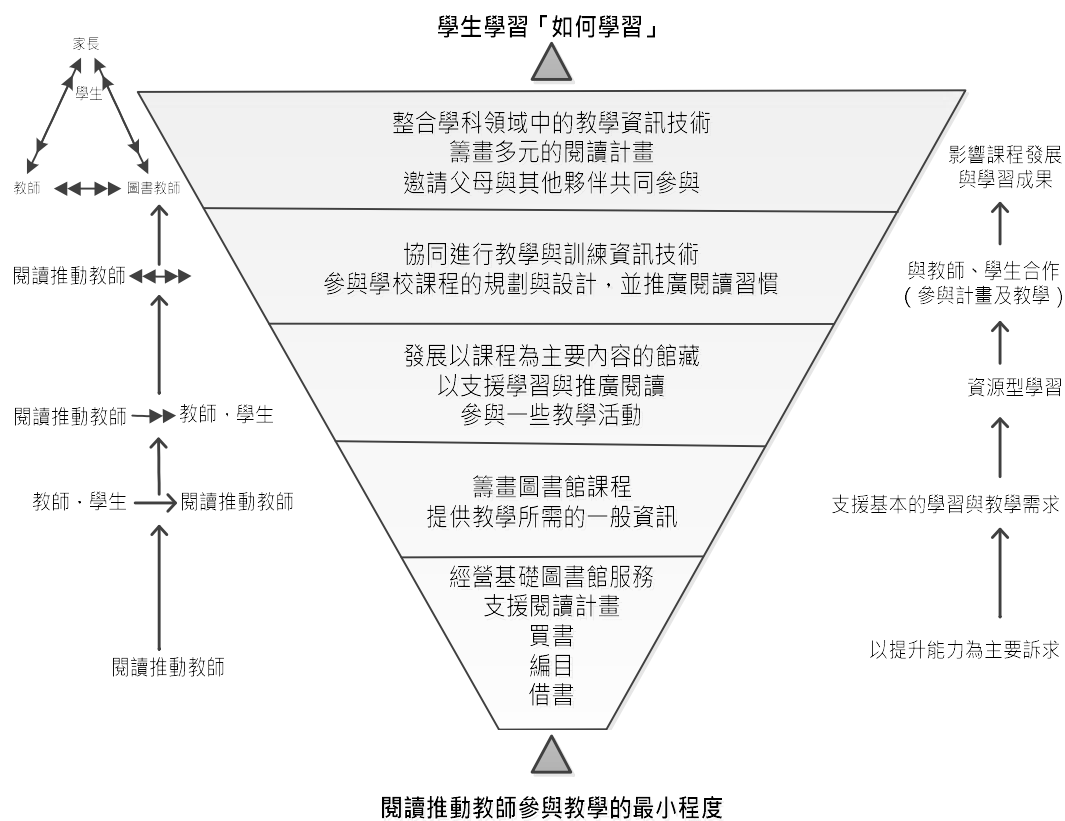 學生學習「如何學習」
家長
學生
教師
圖書教師
閱讀推動教師
閱讀推動教師
教師・學生
教師・學生
閱讀推動教師
閱讀推動教師
整合學科領域中的教學資訊技術
籌畫多元的閱讀計畫
邀請父母與其他夥伴共同參與
協同進行教學與訓練資訊技術
參與學校課程的規劃與設計，並推廣閱讀習慣
發展以課程為主要內容的館藏
以支援學習與推廣閱讀
參與一些教學活動
籌畫圖書館課程
提供教學所需的一般資訊
經營基礎圖書館服務
支援閱讀計畫
買書
編目
借書
影響課程發展
與學習成果
與教師、學生合作
（參與計畫及教學）
資源型學習
支援基本的學習與教學需求
以提升能力為主要訴求
閱讀推動教師參與教學的最小程度